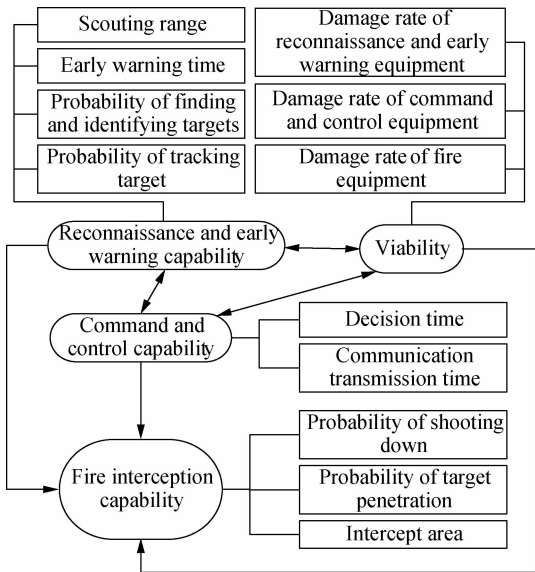 Scouting range
Early warning time
Probability of finding
and identifying targets
Probability of tracking
target
Damage rate of
reconnaissance and early
warning equipment
Damage rate of command
and control equipment
Damage rate of fire
equipment
Reconnaissance and early
warning capability
Viability
Command and
control capability
Decision time
Communication
transmission time
Fire interception
capability
Probability of shooting
down
Probability of target
penetration
Intercept area